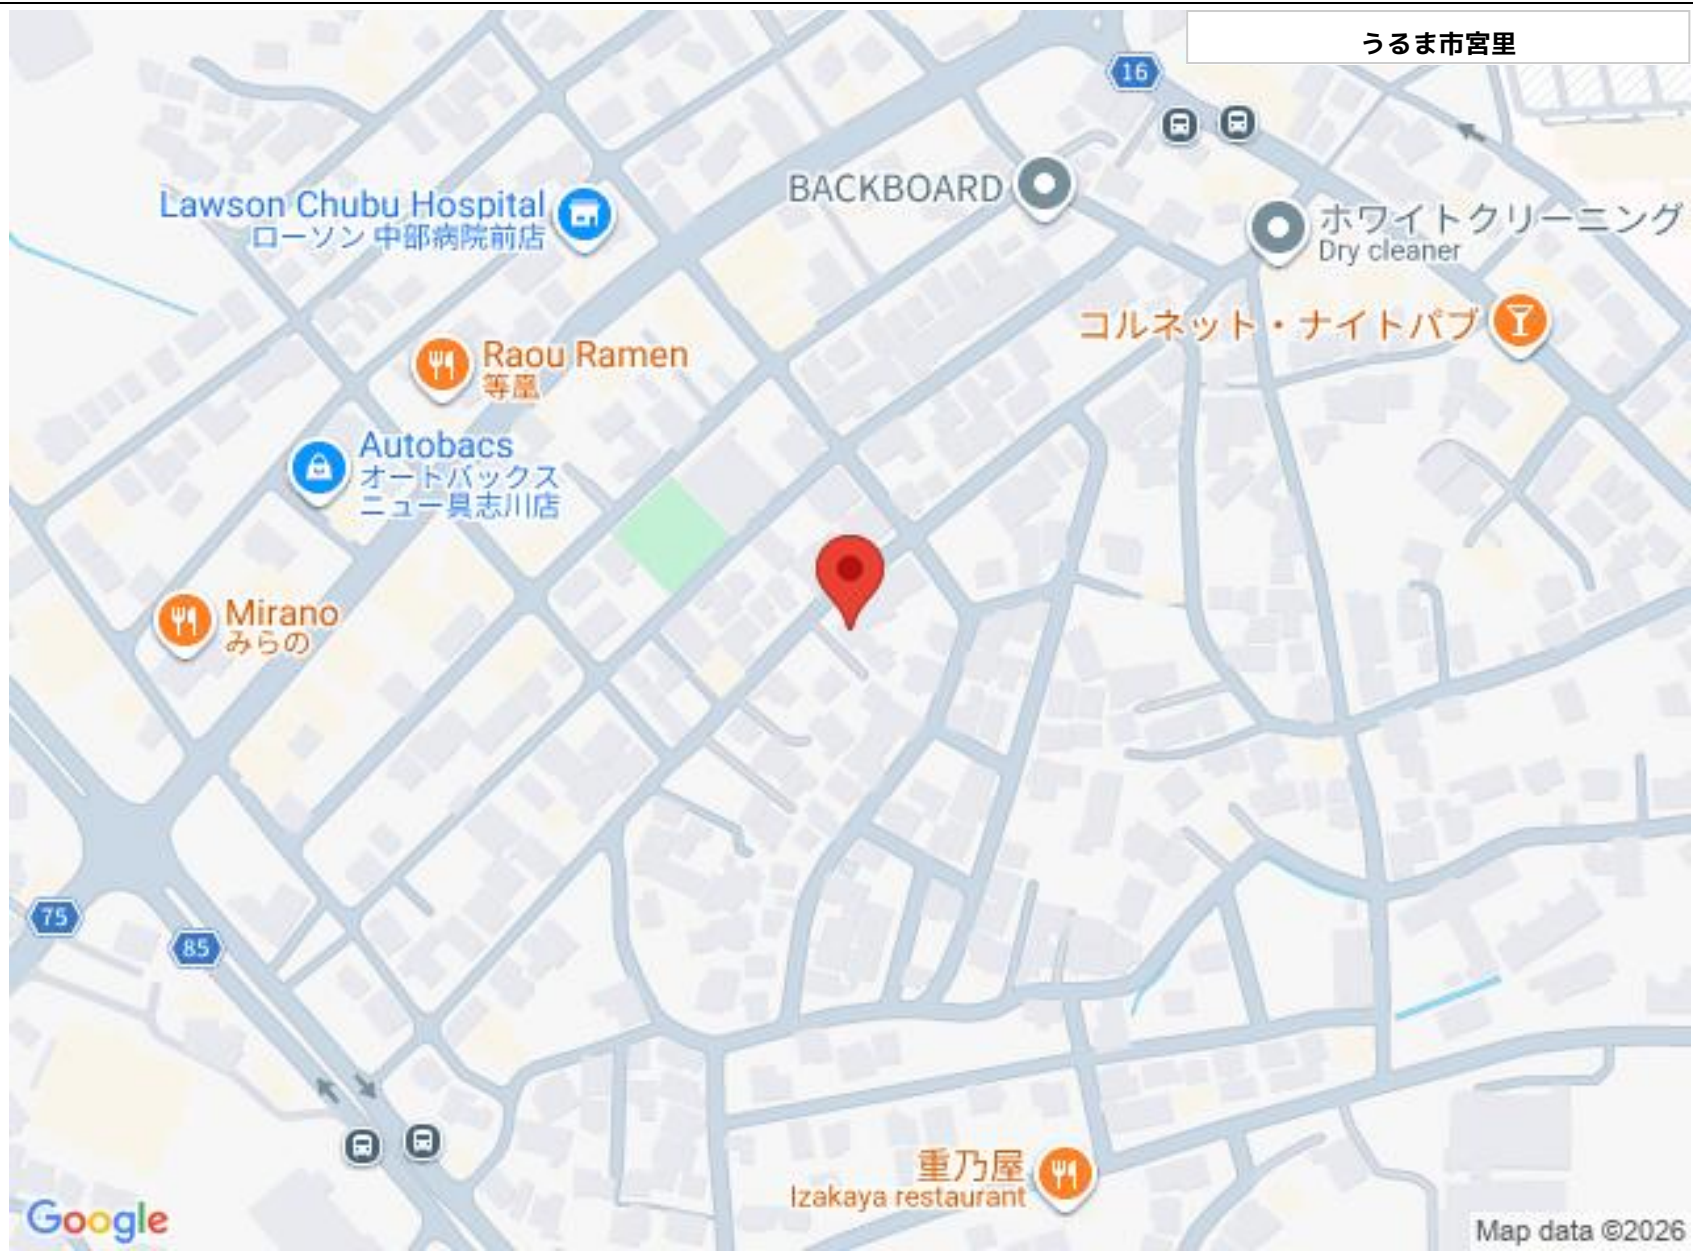 うるま市宮里
16
BACKBOARD
ホワイトクリーニング
Dry cleaner
Lawson Chubu Hospital
ローソン 中部病院前店
コルネット・ナイトパブ
Raou Ramen
等凰
Autobacs
オートバックス
ニュー具志川店
Mirano
みらの
75
85
重乃屋
Izakaya restaurant
Google
Map data ©2026